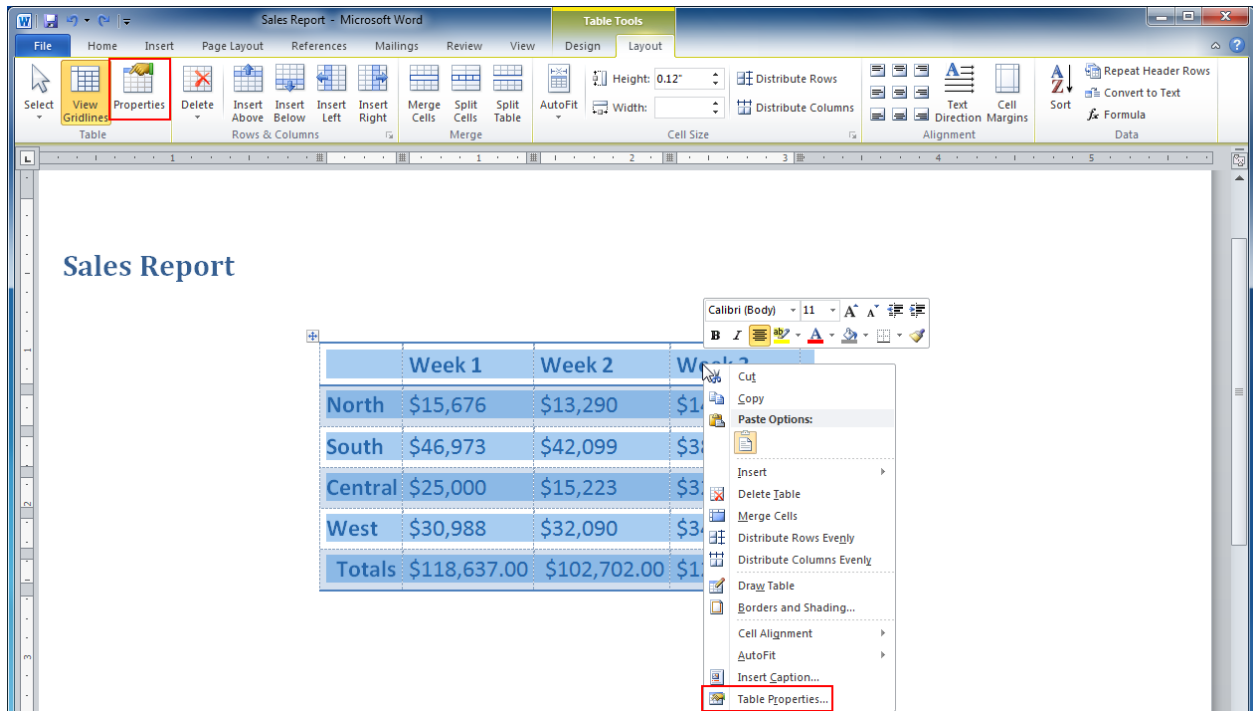 Sales Report - Microsoft Word Table Tools
File Home Insert Page Layout References Mailings Review View Design Layout
Select View Gridlines Properties Delete Insert Above Insert Below Insert Left Insert Right Merge Cells Split Cells Split Table AutoFit Height: 0.12" Width: Distribute Rows Distribute Columns Text Direction Cell Margins Sort Repeat Header Rows Convert to Text Formula
Table Rows & Columns Merge Cell Size Alignment Data
1 1 2 3 4 5
Sales Report
Calibri (Body) 11
Week 1 Week 2
North $15,676 $13,290
South $46,973 $42,099
Central $25,000 $15,223
West $30,988 $32,090
Totals $118,637.00 $102,702.00
Cut
Copy
Paste Options:
Insert
Delete Table
Merge Cells
Distribute Rows Evenly
Distribute Columns Evenly
Draw Table
Borders and Shading...
Cell Alignment
AutoFit
Insert Caption...
Table Properties...